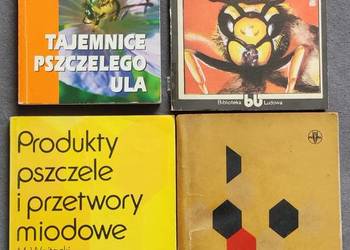 TAJEMNICE
PSZCZELEGO
ULA
Biblioteka
Ludowa
Produkty
pszczele
i przetwory
miodowe